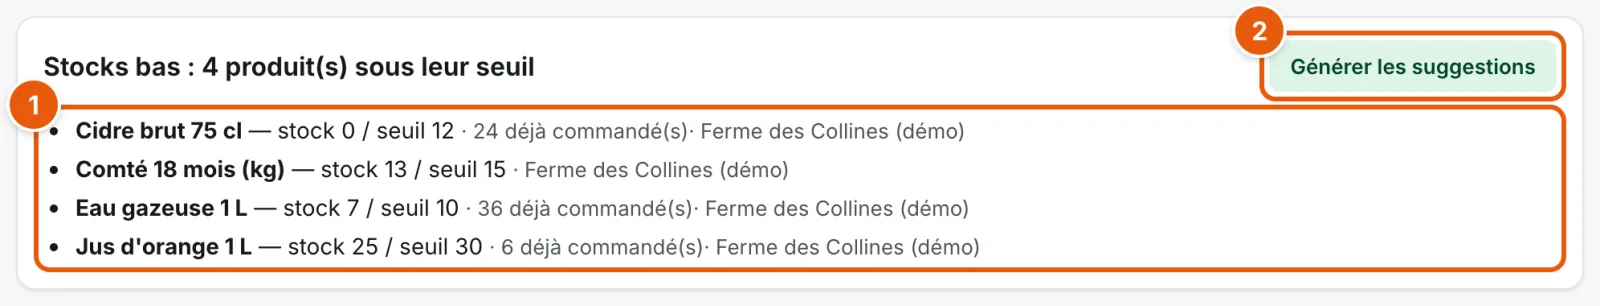 2
Stocks bas : 4 produit(s) sous leur seuil
Générer les suggestions
1
• Cidre brut 75 cl — stock 0 / seuil 12 · 24 déjà commandé(s)· Ferme des Collines (démo)
• Comté 18 mois (kg) — stock 13 / seuil 15 · Ferme des Collines (démo)
• Eau gazeuse 1 L — stock 7 / seuil 10 · 36 déjà commandé(s)· Ferme des Collines (démo)
• Jus d'orange 1 L — stock 25 / seuil 30 · 6 déjà commandé(s)· Ferme des Collines (démo)